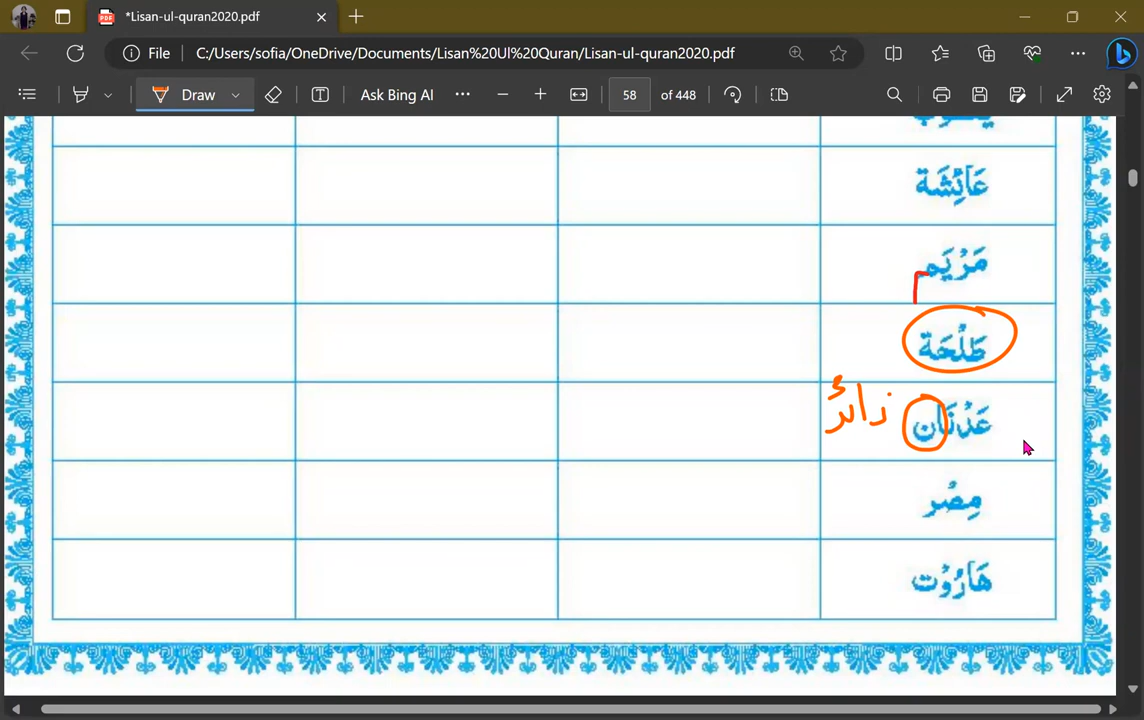 *Lisan-ul-quran2020.pdf
File C:/Users/sofia/OneDrive/Documents/Lisan%20Ul%20Quran/Lisan-ul-quran2020.pdf
Draw Ask Bing AI 58 of 448
عَائِشَة
مَرْيَم
طَلْحَة
عَدْنَان زائر
مِصْر
هَارُوْت